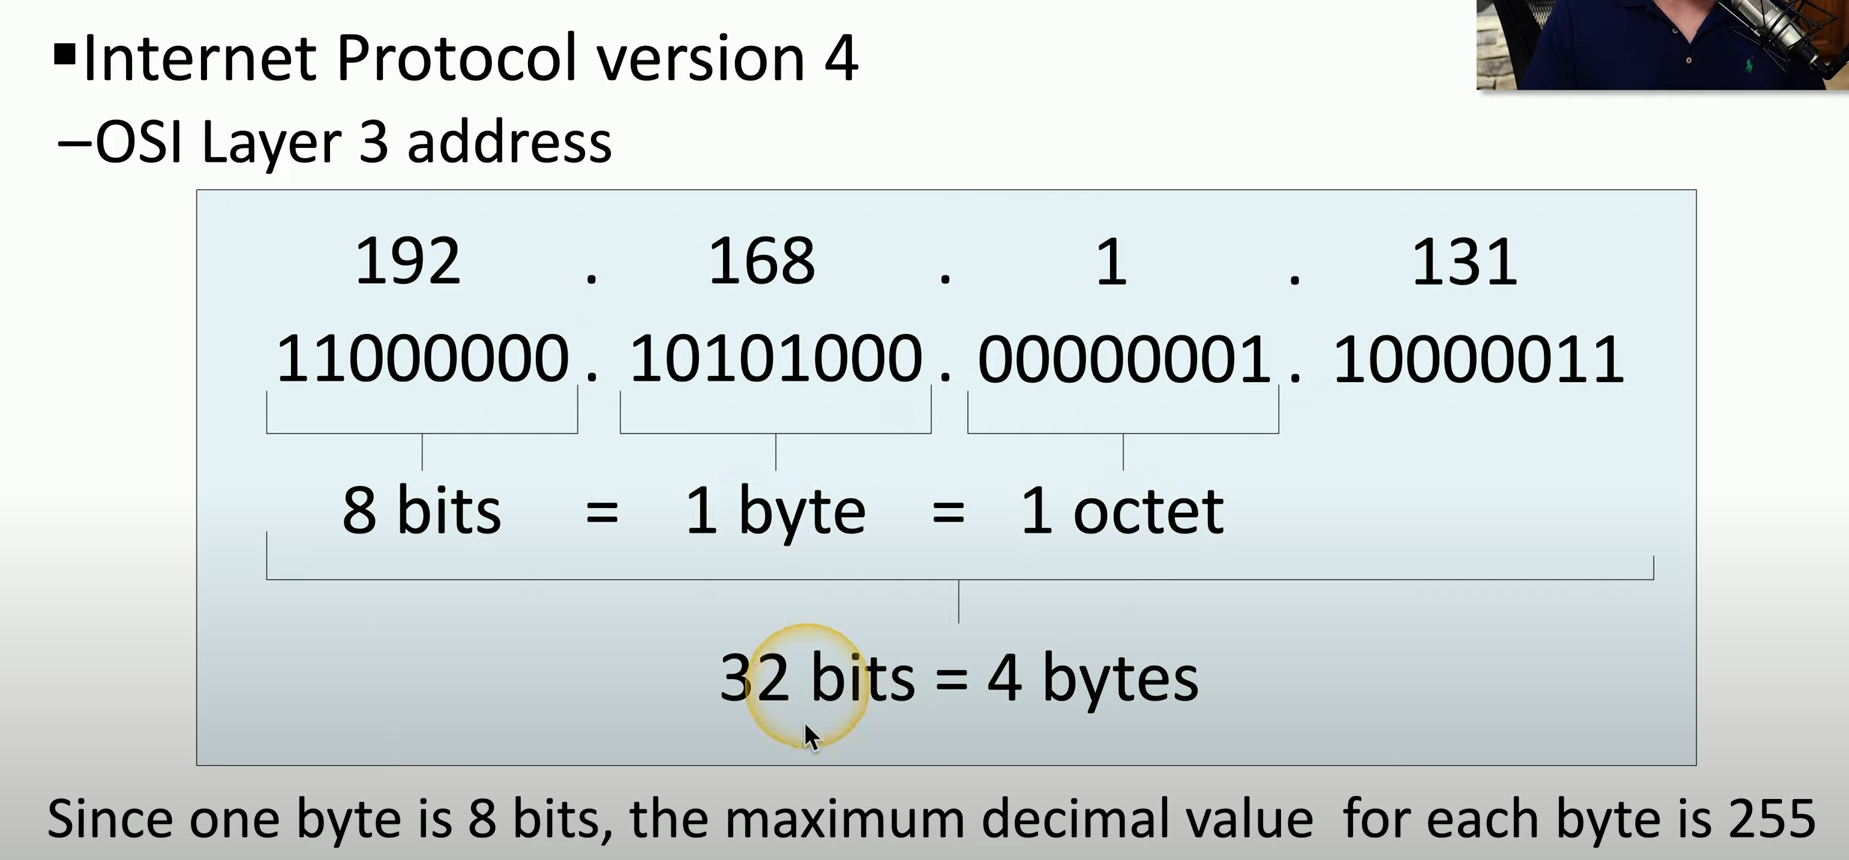 ▪Internet Protocol version 4
–OSI Layer 3 address
192 . 168 . 1 . 131
11000000 . 10101000 . 00000001 . 10000011
8 bits = 1 byte = 1 octet
32 bits = 4 bytes
Since one byte is 8 bits, the maximum decimal value for each byte is 255